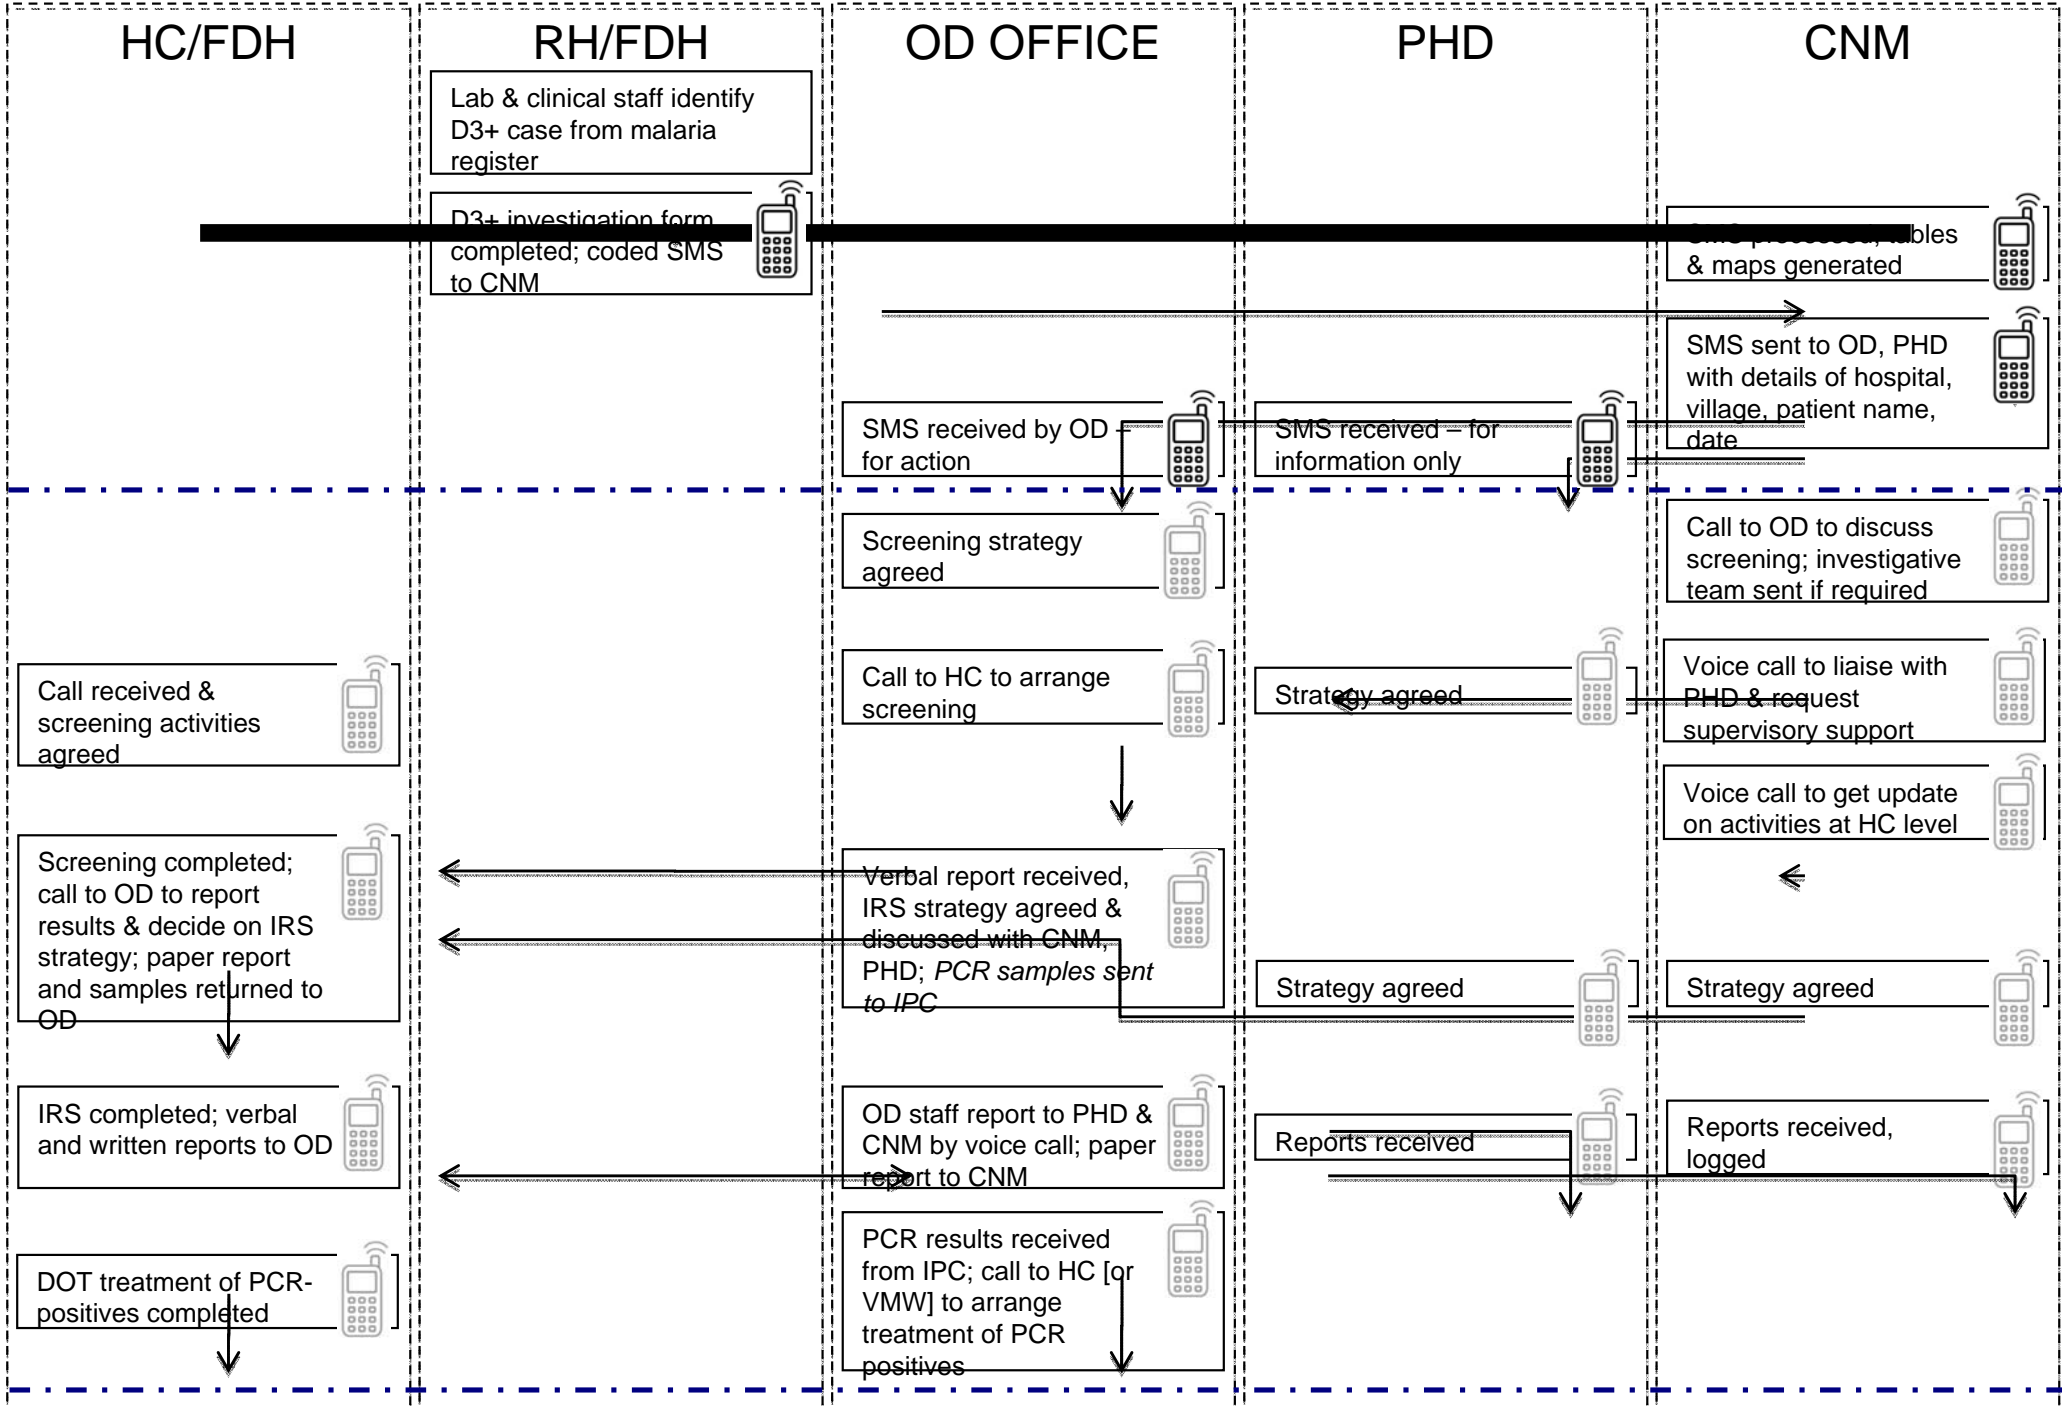 HC/FDH
RH/FDH
OD OFFICE
PHD
CNM
Lab & clinical staff identify
D3+ case from malaria
register
D3+ investigation form
completed; coded SMS
to CNM
SMS processed; tables
& maps generated
SMS sent to OD, PHD
with details of hospital,
village, patient name,
date
SMS received by OD –
for action
SMS received – for
information only
Screening strategy
agreed
Call to OD to discuss
screening; investigative
team sent if required
Call received &
screening activities
agreed
Call to HC to arrange
screening
Strategy agreed
Voice call to liaise with
PHD & request
supervisory support
Voice call to get update
on activities at HC level
Screening completed;
call to OD to report
results & decide on IRS
strategy; paper report
and samples returned to
OD
Verbal report received,
IRS strategy agreed &
discussed with CNM,
PHD; PCR samples sent
to IPC
Strategy agreed
Strategy agreed
IRS completed; verbal
and written reports to OD
OD staff report to PHD &
CNM by voice call; paper
report to CNM
Reports received
Reports received,
logged
DOT treatment of PCR-
positives completed
PCR results received
from IPC; call to HC [or
VMW] to arrange
treatment of PCR
positives